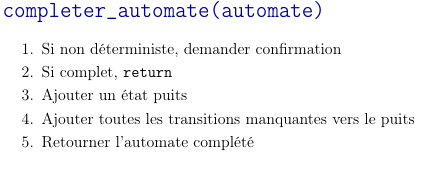 completer_automate(automate)
1. Si non déterministe, demander confirmation
2. Si complet, return
3. Ajouter un état puits
4. Ajouter toutes les transitions manquantes vers le puits
5. Retourner l'automate complété